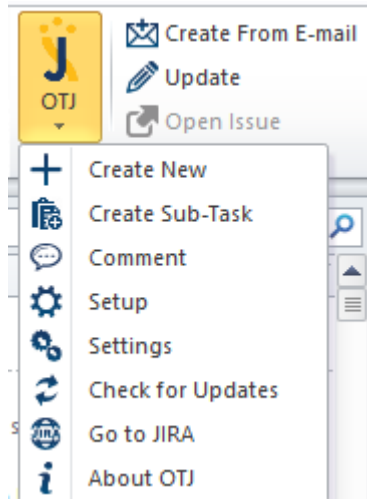 Create From E-mail
Update
OTJ
Open Issue
Create New
Create Sub-Task
Comment
Setup
Settings
Check for Updates
JIRA
Go to JIRA
About OTJ